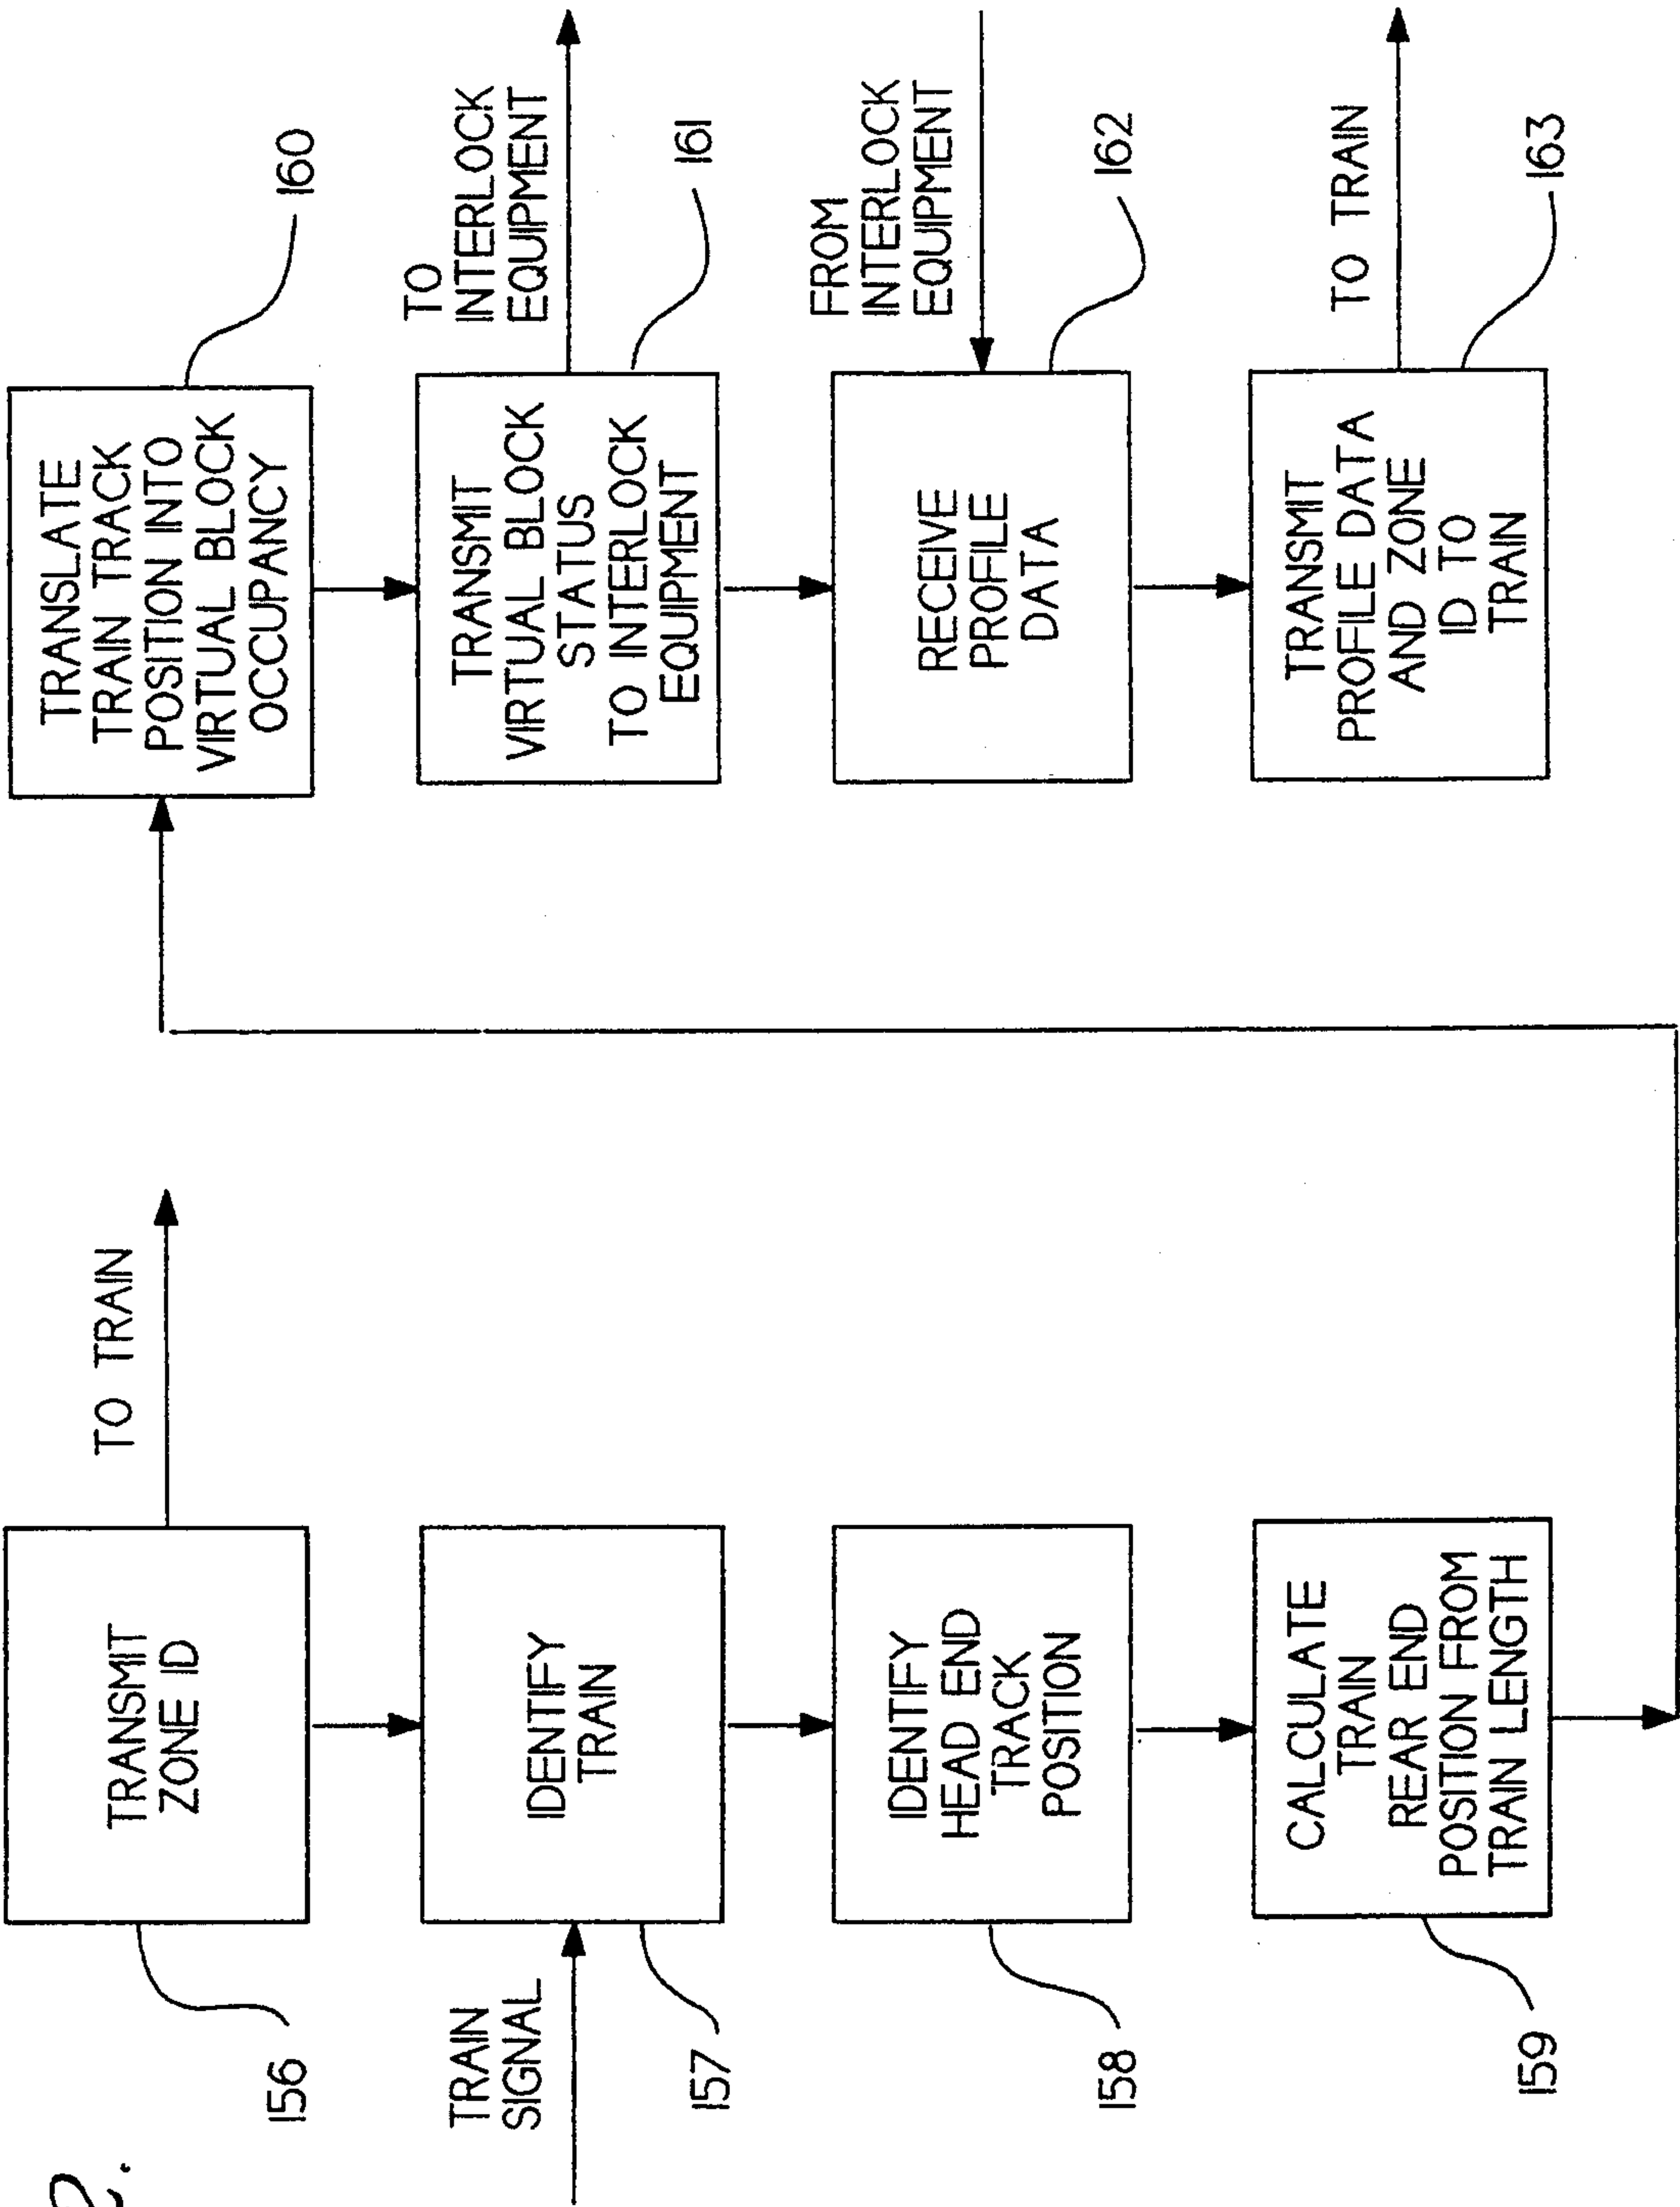 TO TRAIN
TRANSMIT
ZONE ID
156
TRAIN
SIGNAL
IDENTIFY
TRAIN
157
IDENTIFY
HEAD END
TRACK
POSITION
158
CALCULATE
TRAIN
REAR END
POSITION FROM
TRAIN LENGTH
159
TRANSLATE
TRAIN TRACK
POSITION INTO
VIRTUAL BLOCK
OCCUPANCY
160
TO
INTERLOCK
EQUIPMENT
TRANSMIT
VIRTUAL BLOCK
STATUS
TO INTERLOCK
EQUIPMENT
161
FROM
INTERLOCK
EQUIPMENT
RECEIVE
PROFILE
DATA
162
TO TRAIN
TRANSMIT
PROFILE DATA
AND ZONE
ID TO
TRAIN
163